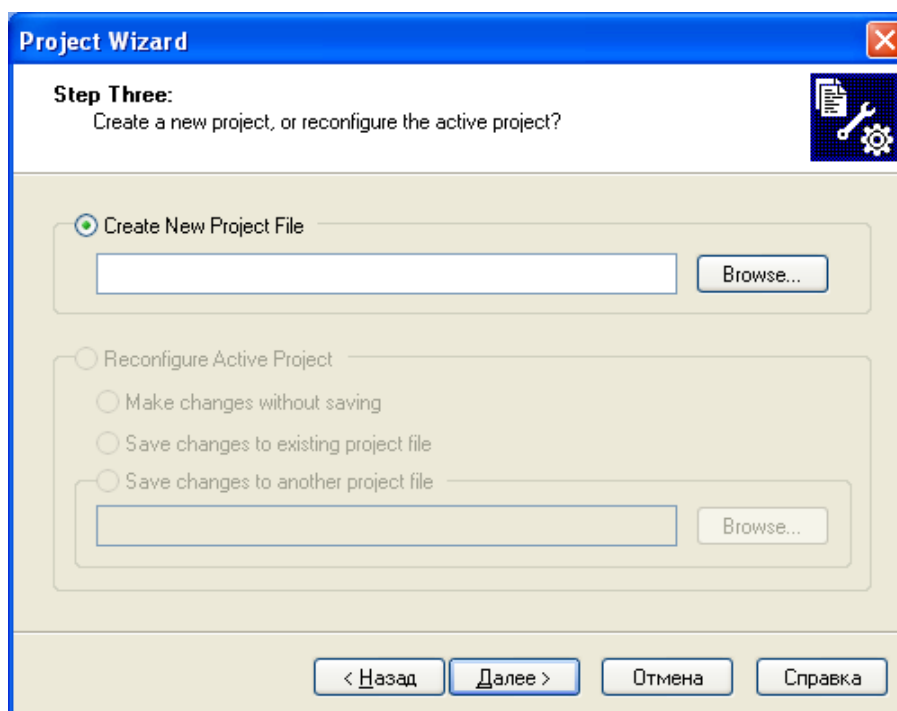 Project Wizard
Step Three:
Create a new project, or reconfigure the active project?
Create New Project File
Browse...
Reconfigure Active Project
Make changes without saving
Save changes to existing project file
Save changes to another project file
Browse...
< Назад Далее > Отмена Справка